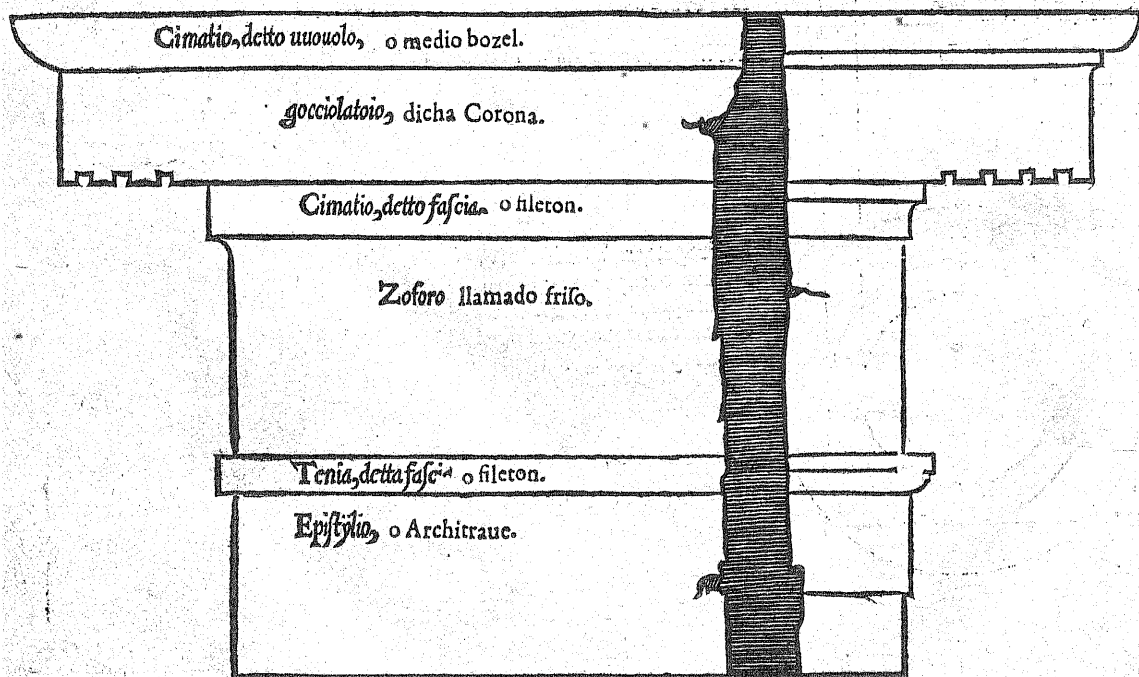 Cimatio, detto uuouolo, o medio bozel.
gocciolatoio, dicha Corona.
Cimatio, detto faſcia. o fileton.
Zoforo llamado friſo.
Tenia, detta faſcia o fileton.
Epiſtylio, o Architraue.